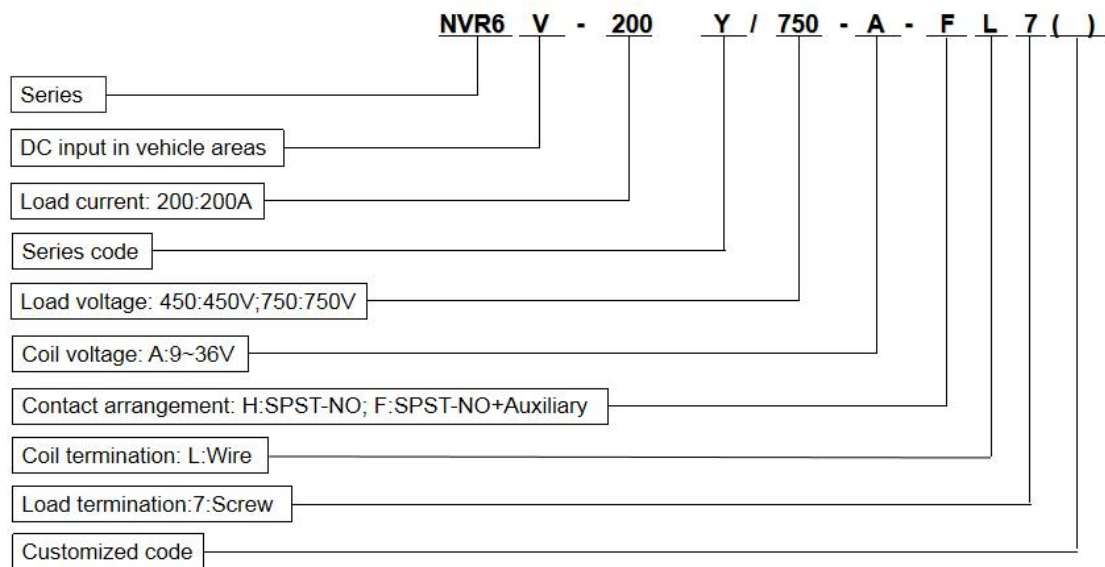 NVR6 V - 200 Y / 750 - A - F L 7 ( )
Series
DC input in vehicle areas
Load current: 200:200A
Series code
Load voltage: 450:450V;750:750V
Coil voltage: A:9~36V
Contact arrangement: H:SPST-NO; F:SPST-NO+Auxiliary
Coil termination: L:Wire
Load termination:7:Screw
Customized code